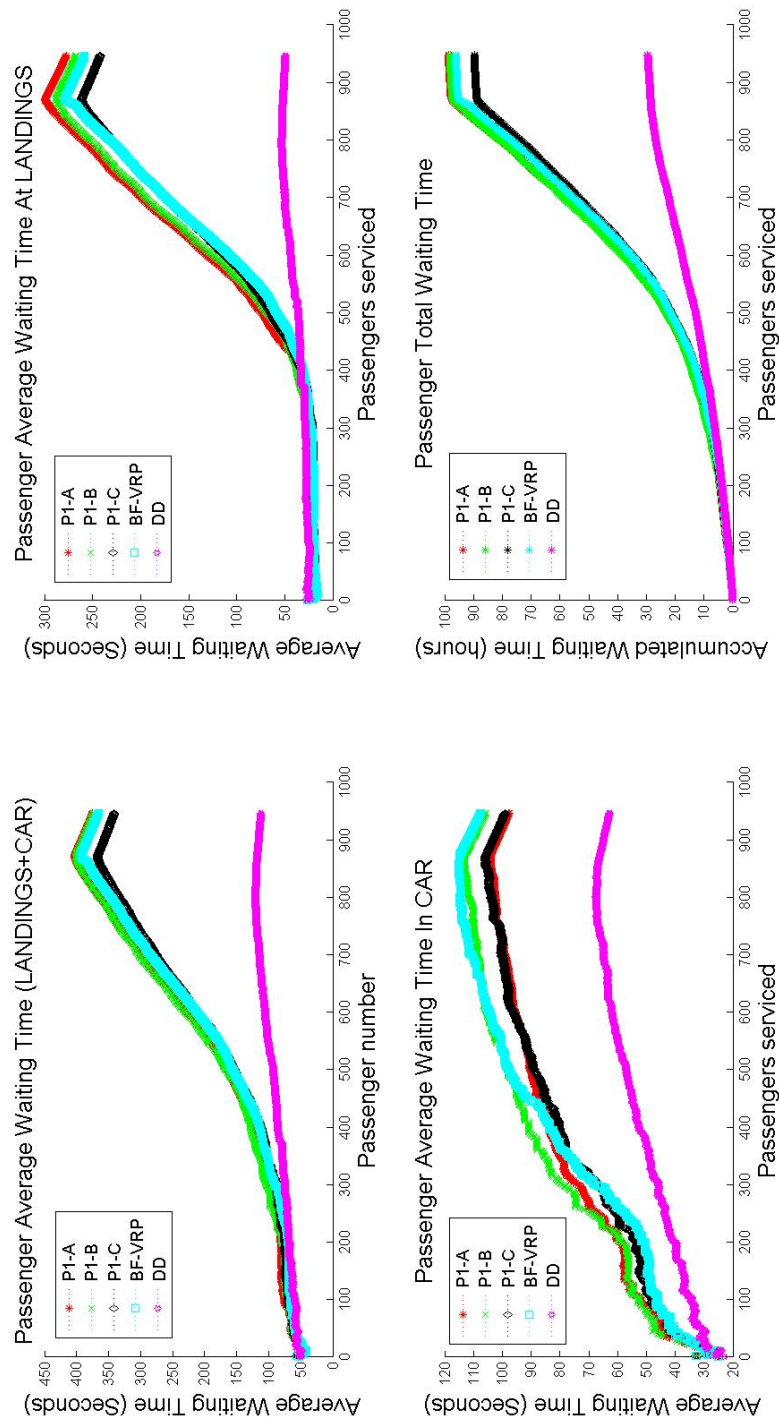 Passenger Average Waiting Time (LANDINGS+CAR)
Average Waiting Time (Seconds)
450
400
350
300
250
200
150
100
50
0
P1-A
P1-B
P1-C
BF-VRP
DD
0 100 200 300 400 500 600 700 800 900 1000
Passenger number
Passenger Average Waiting Time At LANDINGS
Average Waiting Time (Seconds)
300
250
200
150
100
50
0
P1-A
P1-B
P1-C
BF-VRP
DD
0 100 200 300 400 500 600 700 800 900 1000
Passengers serviced
Passenger Average Waiting Time In CAR
Average Waiting Time (Seconds)
120
110
100
90
80
70
60
50
40
30
20
P1-A
P1-B
P1-C
BF-VRP
DD
0 100 200 300 400 500 600 700 800 900 1000
Passengers serviced
Passenger Total Waiting Time
Accumulated Waiting Time (hours)
100
90
80
70
60
50
40
30
20
10
0
P1-A
P1-B
P1-C
BF-VRP
DD
0 100 200 300 400 500 600 700 800 900 1000
Passengers serviced